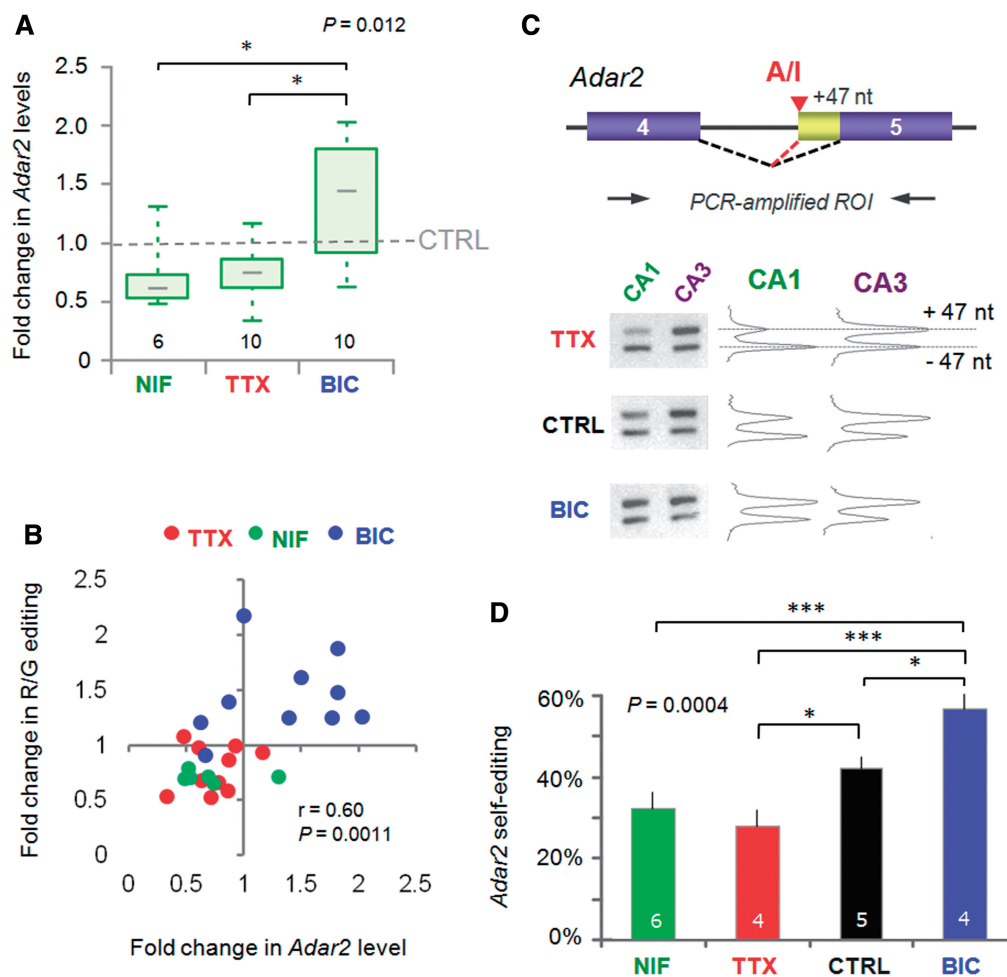 A
P = 0.012
*
*
Fold change in Adar2 levels
2.5
2.0
1.5
1.0
0.5
0
CTRL
6
10
10
NIF
TTX
BIC
B
TTX
NIF
BIC
Fold change in R/G editing
2.5
2
1.5
1
0.5
0
r = 0.60
P = 0.0011
0
0.5
1
1.5
2
2.5
Fold change in Adar2 level
C
Adar2
A/I
+47 nt
4
5
PCR-amplified ROI
CA1
CA3
CA1
CA3
TTX
+ 47 nt
- 47 nt
CTRL
BIC
D
***
***
*
*
P = 0.0004
Adar2 self-editing
60%
40%
20%
0%
6
4
5
4
NIF
TTX
CTRL
BIC